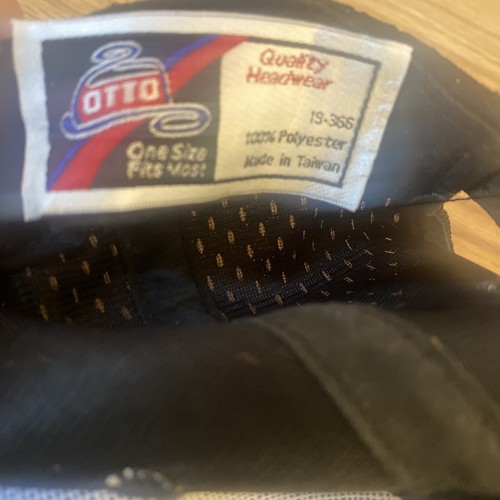 OTTO
One Size
Fits Most
Quality
Headwear
19-366
100% Polyester
Made in Taiwan